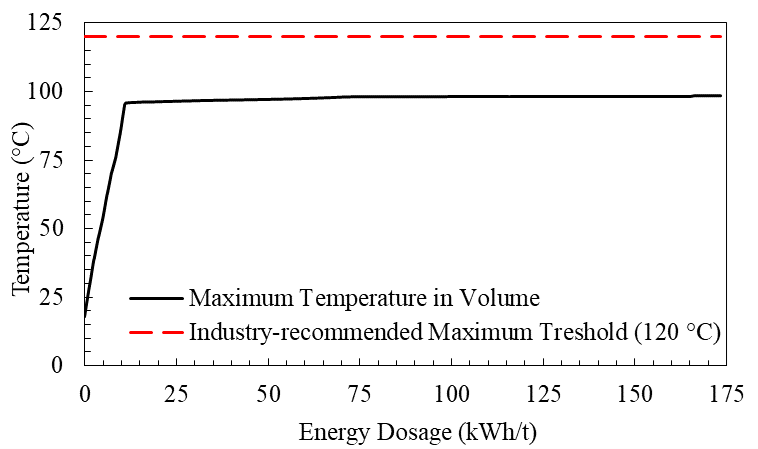 125
100
75
50
25
0
Temperature (°C)
Maximum Temperature in Volume
Industry-recommended Maximum Treshold (120 °C)
0 25 50 75 100 125 150 175
Energy Dosage (kWh/t)